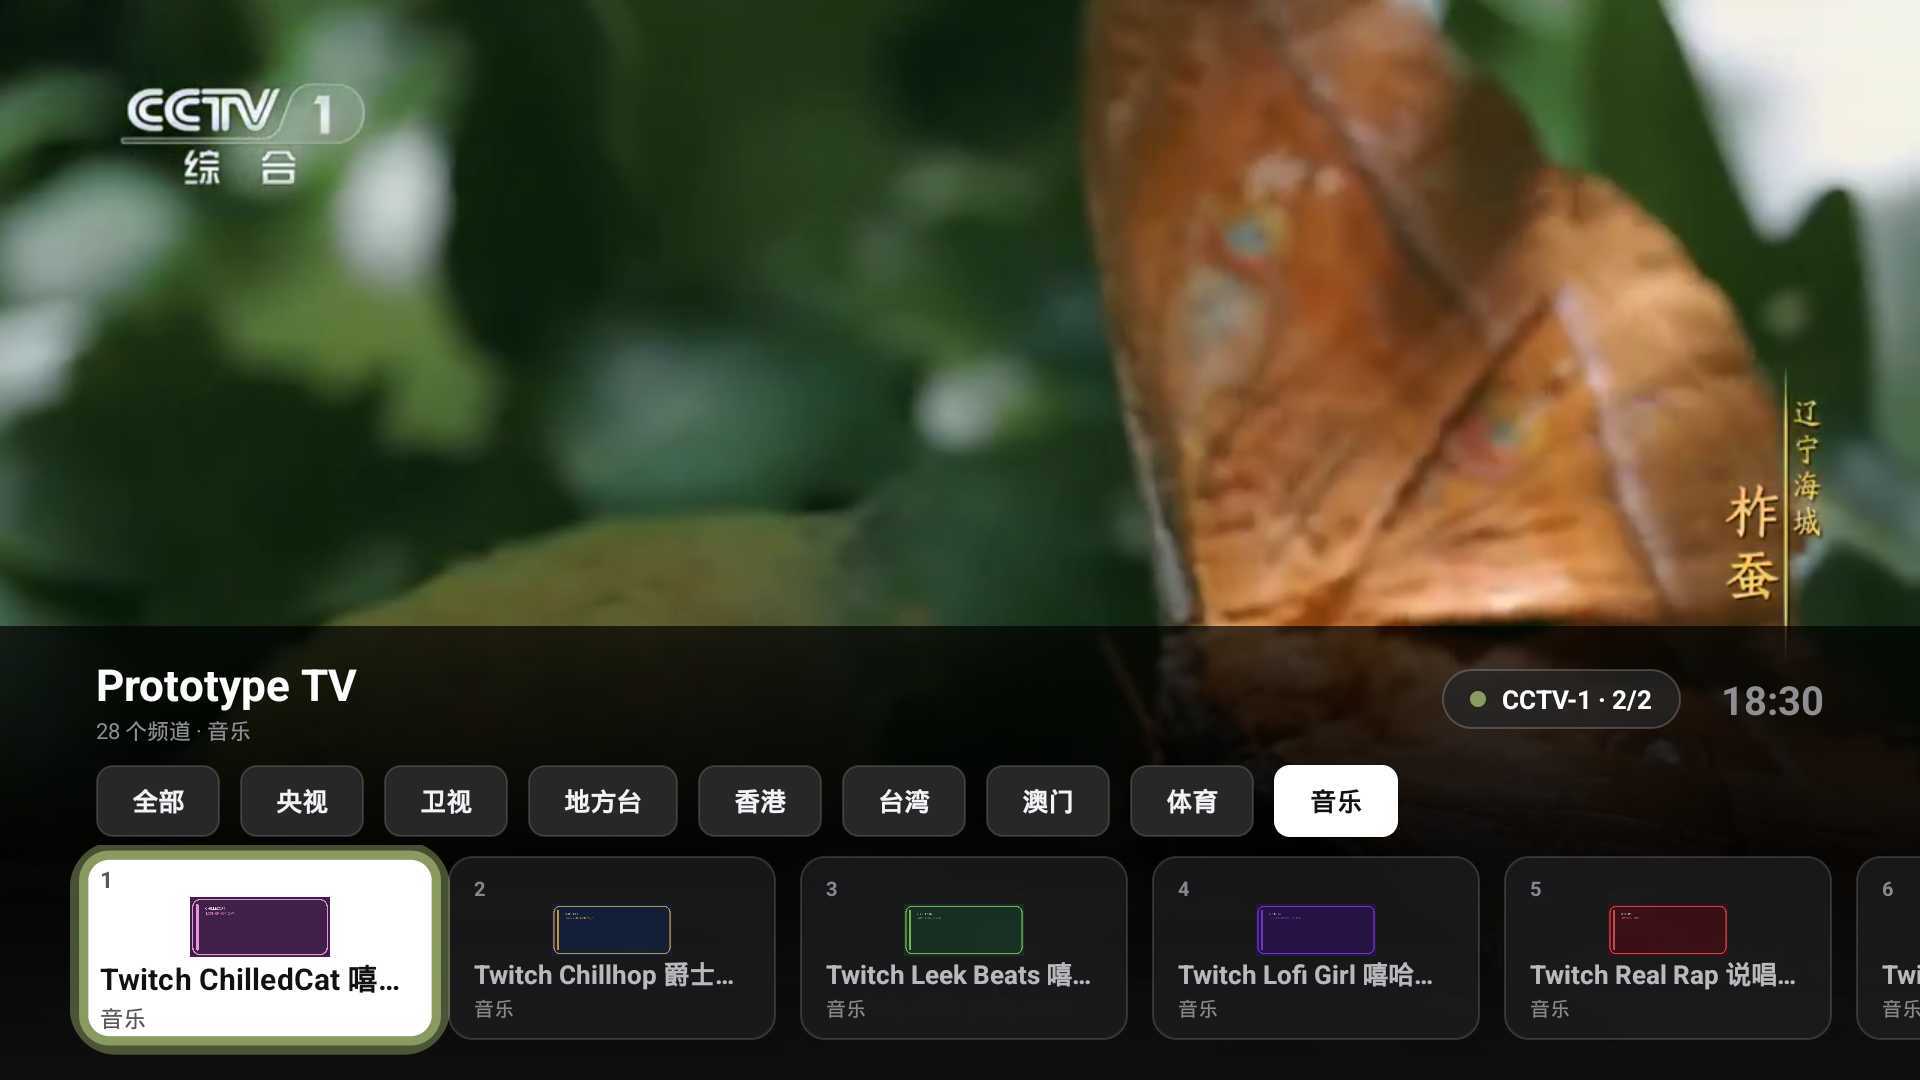 CCTV 1
综合
辽宁海城
柞蚕
Prototype TV
28 个频道 · 音乐
CCTV-1 · 2/2
18:30
全部
央视
卫视
地方台
香港
台湾
澳门
体育
音乐
1
Twitch ChilledCat 嘻…
音乐
2
Twitch Chillhop 爵士…
音乐
3
Twitch Leek Beats 嘻…
音乐
4
Twitch Lofi Girl 嘻哈…
音乐
5
Twitch Real Rap 说唱…
音乐
6